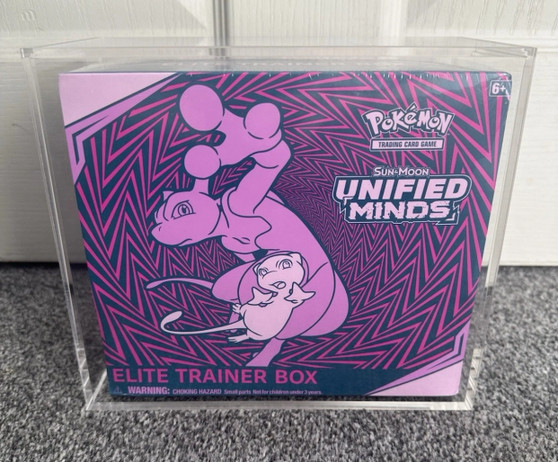 6+
POKéMON
TRADING CARD GAME
SUN-MOON
UNIFIED
MINDS
ELITE TRAINER BOX
WARNING: CHOKING HAZARD Small parts Not for children under 3 years.